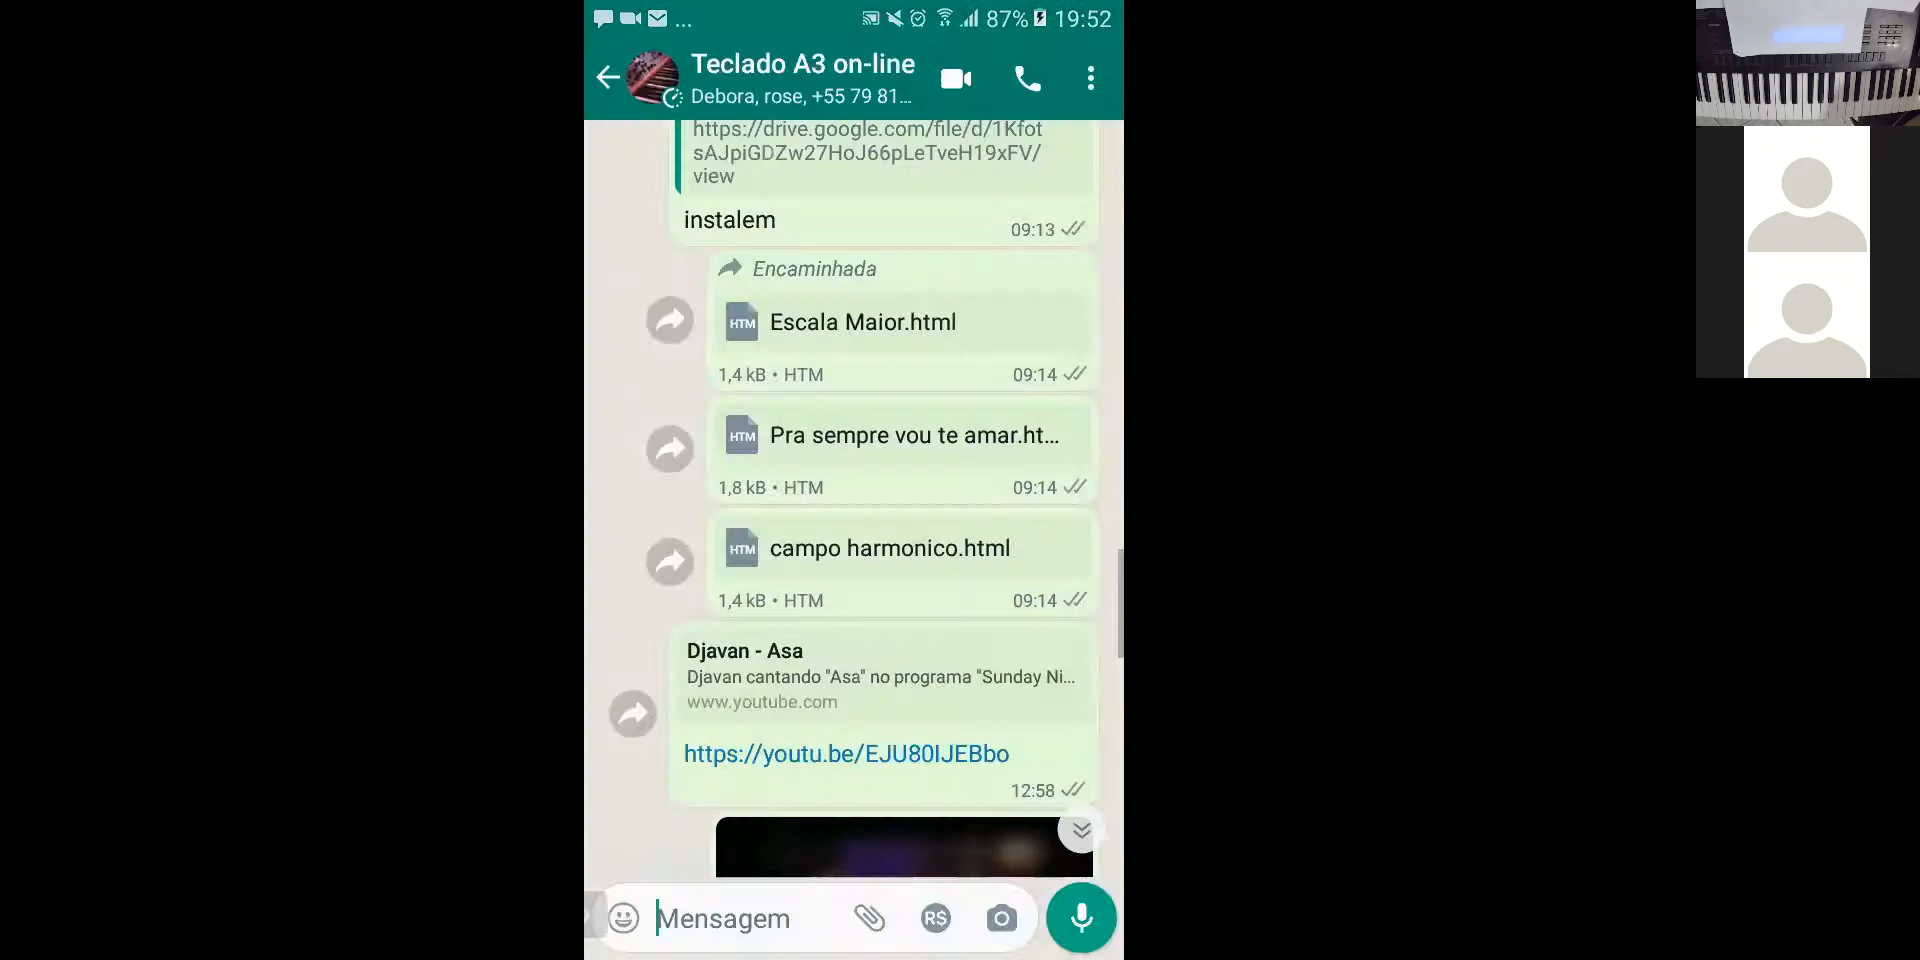 ...
87%
19:52
Teclado A3 on-line
Debora, rose, +55 79 81...
https://drive.google.com/file/d/1Kfot
sAJpiGDZw27HoJ66pLeTveH19xFV/
view
instalem
09:13
Encaminhada
HTM
Escala Maior.html
1,4 kB • HTM
09:14
HTM
Pra sempre vou te amar.ht...
1,8 kB • HTM
09:14
HTM
campo harmonico.html
1,4 kB • HTM
09:14
Djavan - Asa
Djavan cantando "Asa" no programa "Sunday Ni...
www.youtube.com
https://youtu.be/EJU80IJEBbo
12:58
Mensagem
R$